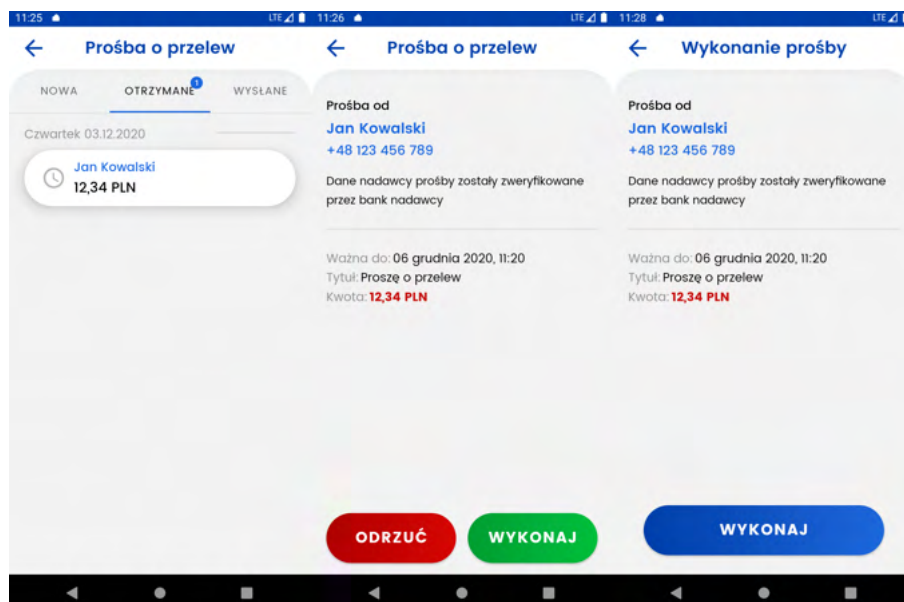 11:25
LTE
Prośba o przelew
NOWA
OTRZYMANE
1
WYSŁANE
Czwartek 03.12.2020
Jan Kowalski
12,34 PLN
11:26
LTE
Prośba o przelew
Prośba od
Jan Kowalski
+48 123 456 789
Dane nadawcy prośby zostały zweryfikowane
przez bank nadawcy
Ważna do: 06 grudnia 2020, 11:20
Tytuł: Proszę o przelew
Kwota: 12,34 PLN
ODRZUĆ
WYKONAJ
11:28
LTE
Wykonanie prośby
Prośba od
Jan Kowalski
+48 123 456 789
Dane nadawcy prośby zostały zweryfikowane
przez bank nadawcy
Ważna do: 06 grudnia 2020, 11:20
Tytuł: Proszę o przelew
Kwota: 12,34 PLN
WYKONAJ